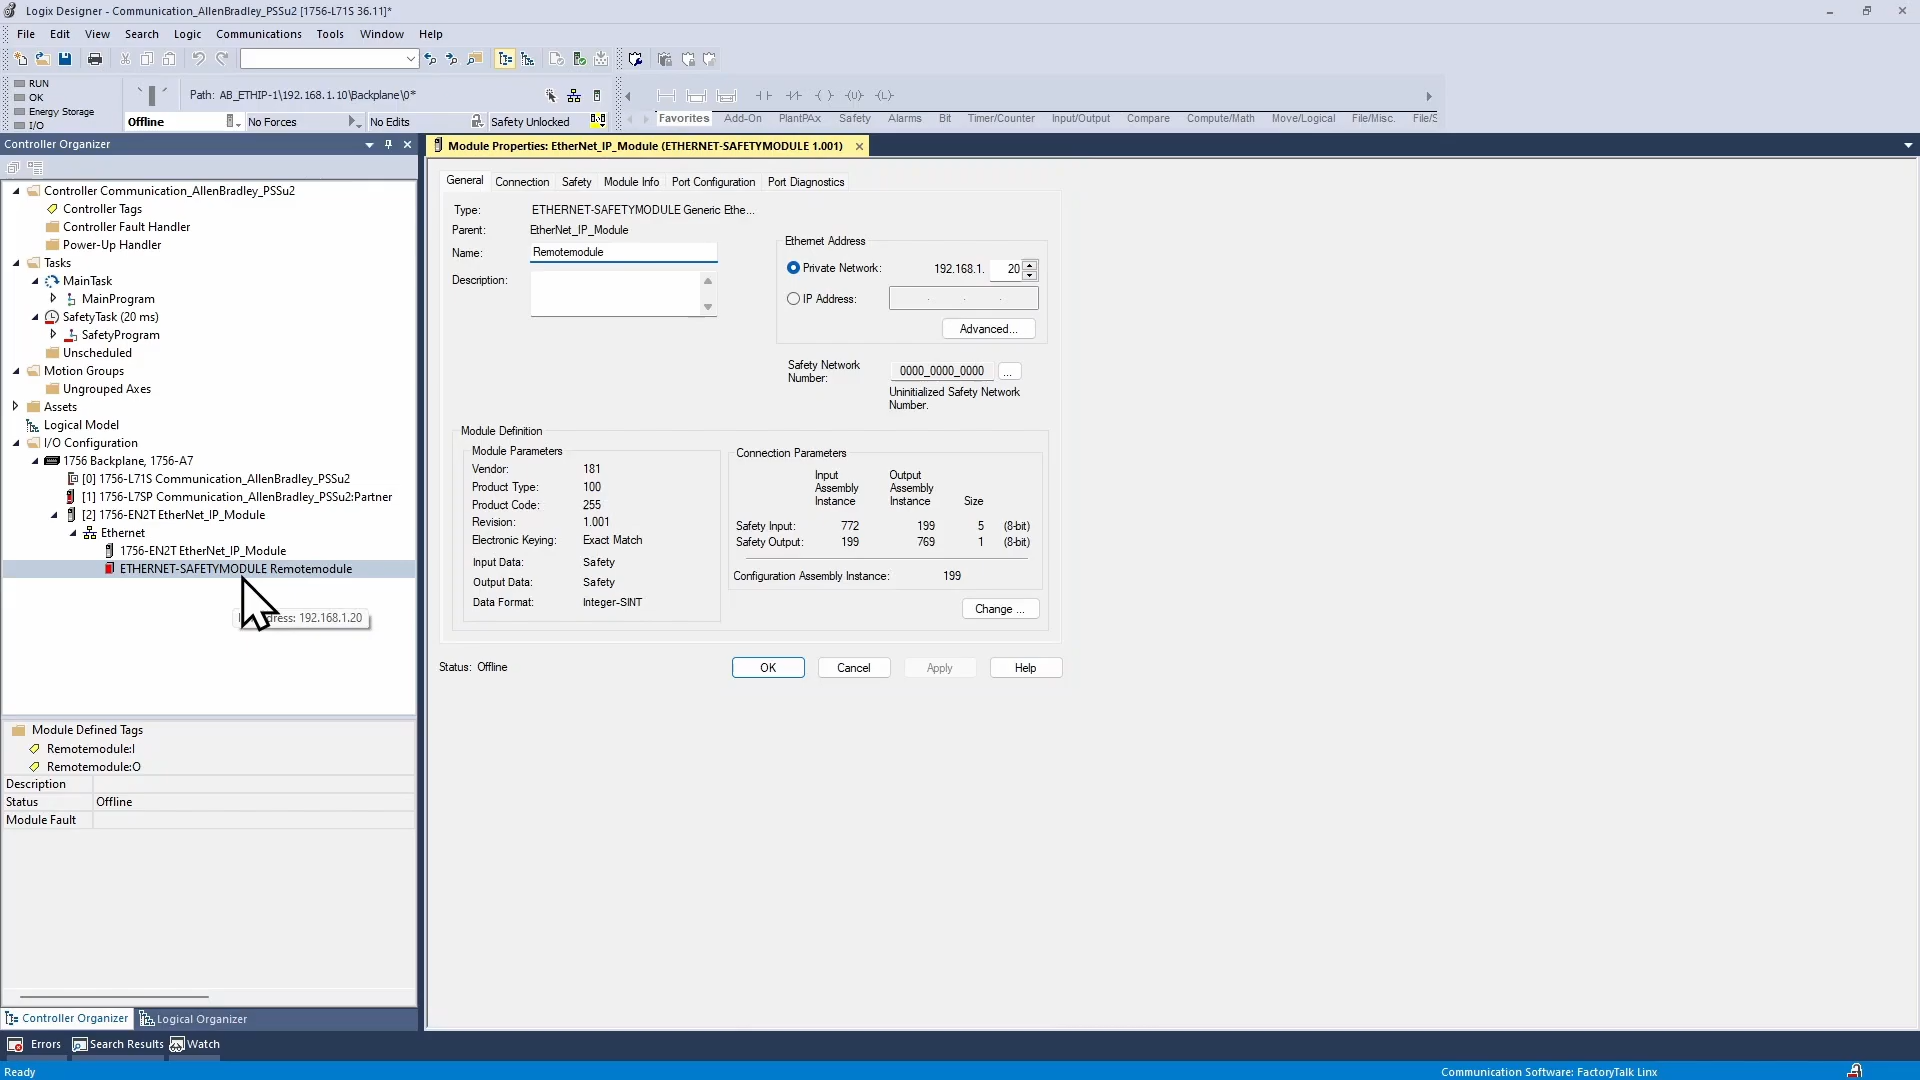 Logix Designer - Communication_AllenBradley_PSSu2 [1756-L71S 36.11]*
File Edit View Search Logic Communications Tools Window Help
RUN
OK
Energy Storage
I/O
Path: AB_ETHIP-1\192.168.1.10\Backplane\0*
Offline No Forces No Edits Safety Unlocked
Favorites Add-On PlantPAx Safety Alarms Bit Timer/Counter Input/Output Compare Compute/Math Move/Logical File/Misc. File/S
Controller Organizer
Controller Communication_AllenBradley_PSSu2
Controller Tags
Controller Fault Handler
Power-Up Handler
Tasks
MainTask
MainProgram
SafetyTask (20 ms)
SafetyProgram
Unscheduled
Motion Groups
Ungrouped Axes
Assets
Logical Model
I/O Configuration
1756 Backplane, 1756-A7
[0] 1756-L71S Communication_AllenBradley_PSSu2
[1] 1756-L7SP Communication_AllenBradley_PSSu2:Partner
[2] 1756-EN2T EtherNet_IP_Module
Ethernet
1756-EN2T EtherNet_IP_Module
ETHERNET-SAFETYMODULE Remotemodule
dress: 192.168.1.20
Module Defined Tags
Remotemodule:I
Remotemodule:O
Description
Status Offline
Module Fault
Controller Organizer Logical Organizer
Module Properties: EtherNet_IP_Module (ETHERNET-SAFETYMODULE 1.001)
General Connection Safety Module Info Port Configuration Port Diagnostics
Type: ETHERNET-SAFETYMODULE Generic Ethe...
Parent: EtherNet_IP_Module
Name: Remotemodule
Description:
Ethernet Address
Private Network: 192.168.1. 20
IP Address: . . .
Advanced...
Safety Network Number: 0000_0000_0000 ...
Uninitialized Safety Network Number.
Module Definition
Module Parameters
Vendor: 181
Product Type: 100
Product Code: 255
Revision: 1.001
Electronic Keying: Exact Match
Input Data: Safety
Output Data: Safety
Data Format: Integer-SINT
Connection Parameters
Input Assembly Instance Output Assembly Instance Size
Safety Input: 772 199 5 (8-bit)
Safety Output: 199 769 1 (8-bit)
Configuration Assembly Instance: 199
Change ...
Status: Offline
OK Cancel Apply Help
Errors Search Results Watch
Ready
Communication Software: FactoryTalk Linx